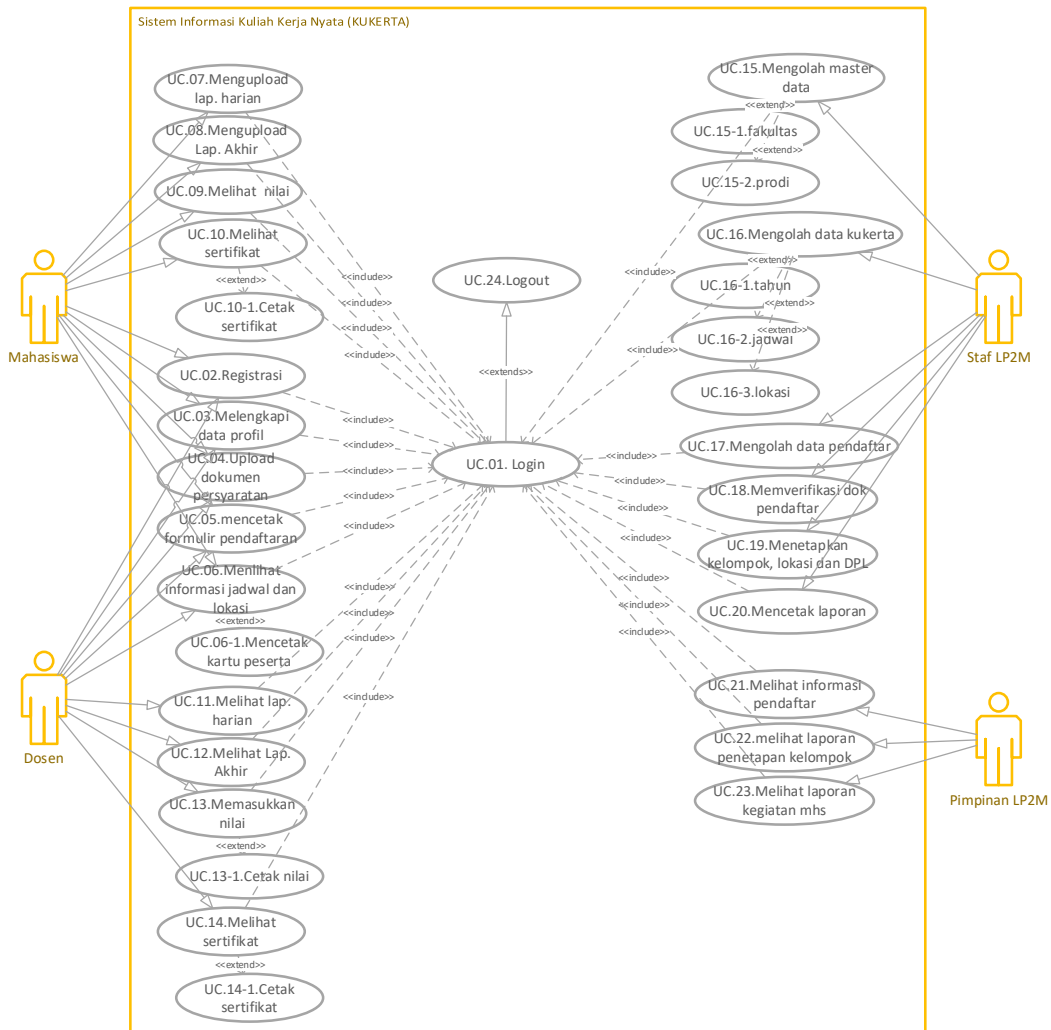 Sistem Informasi Kuliah Kerja Nyata (KUKERTA)
UC.07.Mengupload
lap. harian
UC.08.Mengupload
Lap. Akhir
UC.09.Melihat nilai
UC.10.Melihat
sertifikat
<<extend>>
UC.10-1.Cetak
sertifikat
UC.02.Registrasi
UC.03.Melengkapi
data profil
UC.04.Upload
dokumen
persyaratan
UC.05.mencetak
formulir pendaftaran
UC.06.Menlihat
informasi jadwal dan
lokasi
<<extend>>
UC.06-1.Mencetak
kartu peserta
UC.11.Melihat lap.
harian
UC.12.Melihat Lap.
Akhir
UC.13.Memasukkan
nilai
<<extend>>
UC.13-1.Cetak nilai
UC.14.Melihat
sertifikat
<<extend>>
UC.14-1.Cetak
sertifikat
Mahasiswa
Dosen
<<include>>
<<include>>
<<include>>
<<include>>
<<include>>
<<include>>
<<include>>
<<include>>
<<include>>
<<include>>
<<include>>
<<include>>
<<include>>
UC.24.Logout
<<extends>>
UC.01. Login
<<include>>
<<include>>
<<include>>
<<include>>
<<include>>
<<include>>
<<include>>
<<include>>
<<include>>
UC.15.Mengolah master
data
<<extend>>
UC.15-1.fakultas
<<extend>>
UC.15-2.prodi
UC.16.Mengolah data kukerta
<<extend>>
UC.16-1.tahun
<<extend>>
<<extend>>
UC.16-2.jadwal
UC.16-3.lokasi
UC.17.Mengolah data pendaftar
UC.18.Memverifikasi dok
pendaftar
UC.19.Menetapkan
kelompok, lokasi dan DPL
UC.20.Mencetak laporan
UC.21.Melihat informasi
pendaftar
UC.22.melihat laporan
penetapan kelompok
UC.23.Melihat laporan
kegiatan mhs
Staf LP2M
Pimpinan LP2M